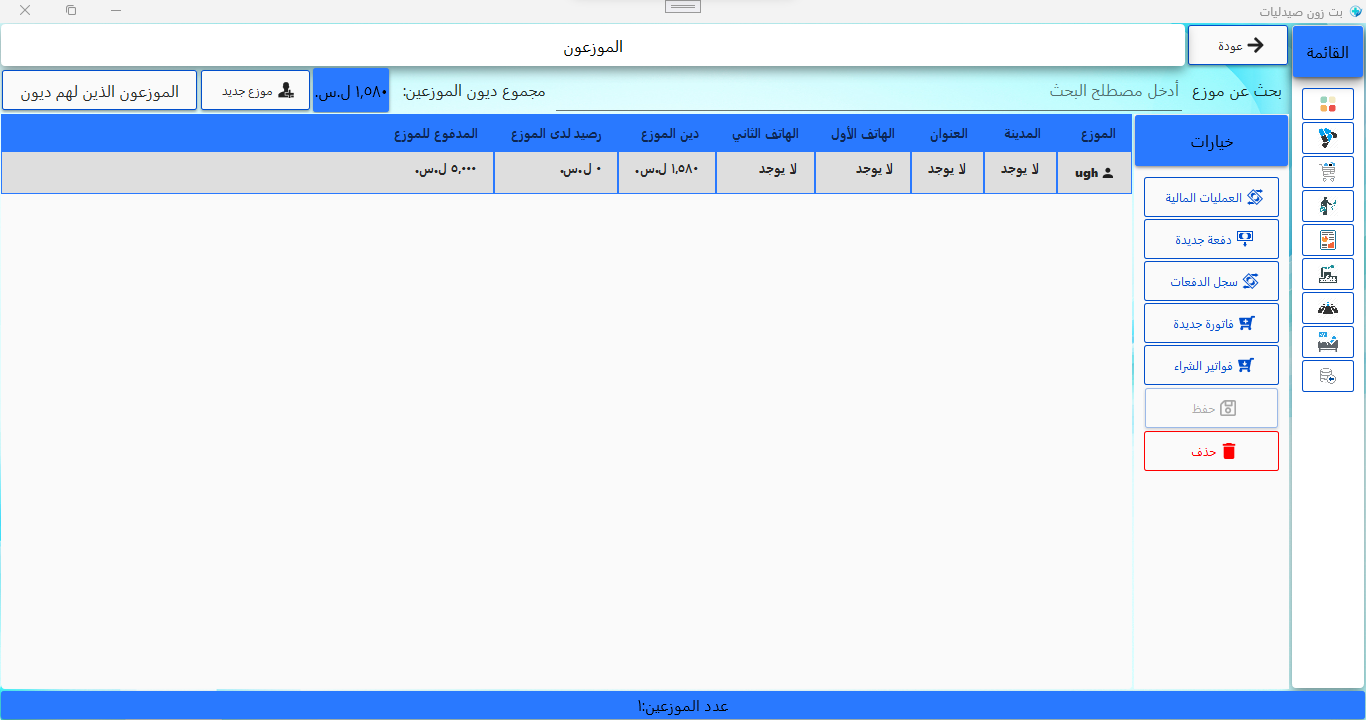 بت زون صيدليات
القائمة
عودة
الموزعون
بحث عن موزع
أدخل مصطلح البحث
مجموع ديون الموزعين:
١,٥٨٠ ل.س.
موزع جديد
الموزعون الذين لهم ديون
خيارات
العمليات المالية
دفعة جديدة
سجل الدفعات
فاتورة جديدة
فواتير الشراء
حفظ
حذف
الموزع المدينة العنوان الهاتف الأول الهاتف الثاني دين الموزع رصيد لدى الموزع المدفوع للموزع
ugh لا يوجد لا يوجد لا يوجد لا يوجد ١,٥٨٠ ل.س. ٠ ل.س. ٥,٠٠٠ ل.س.
عدد الموزعين:١